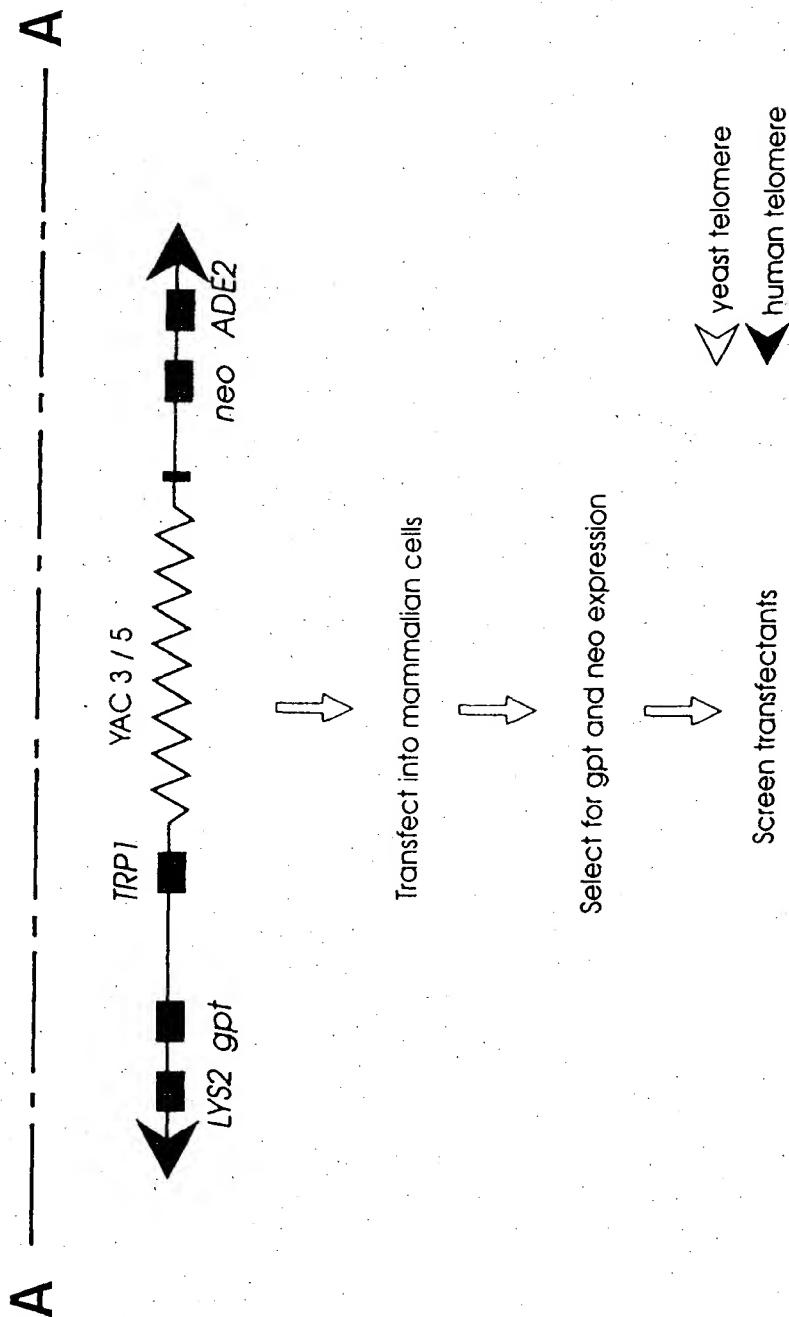 A A
YAC 3 / 5
TRP1
LYS2 gpt neo ADE2
Transfect into mammalian cells
Select for gpt and neo expression
Screen transfectants
yeast telomere
human telomere